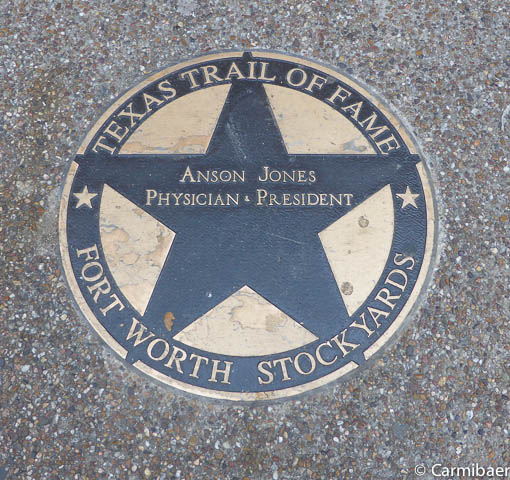 TEXAS TRAIL OF FAME
ANSON JONES
PHYSICIAN & PRESIDENT
FORT WORTH STOCKYARDS
© Carmibaer